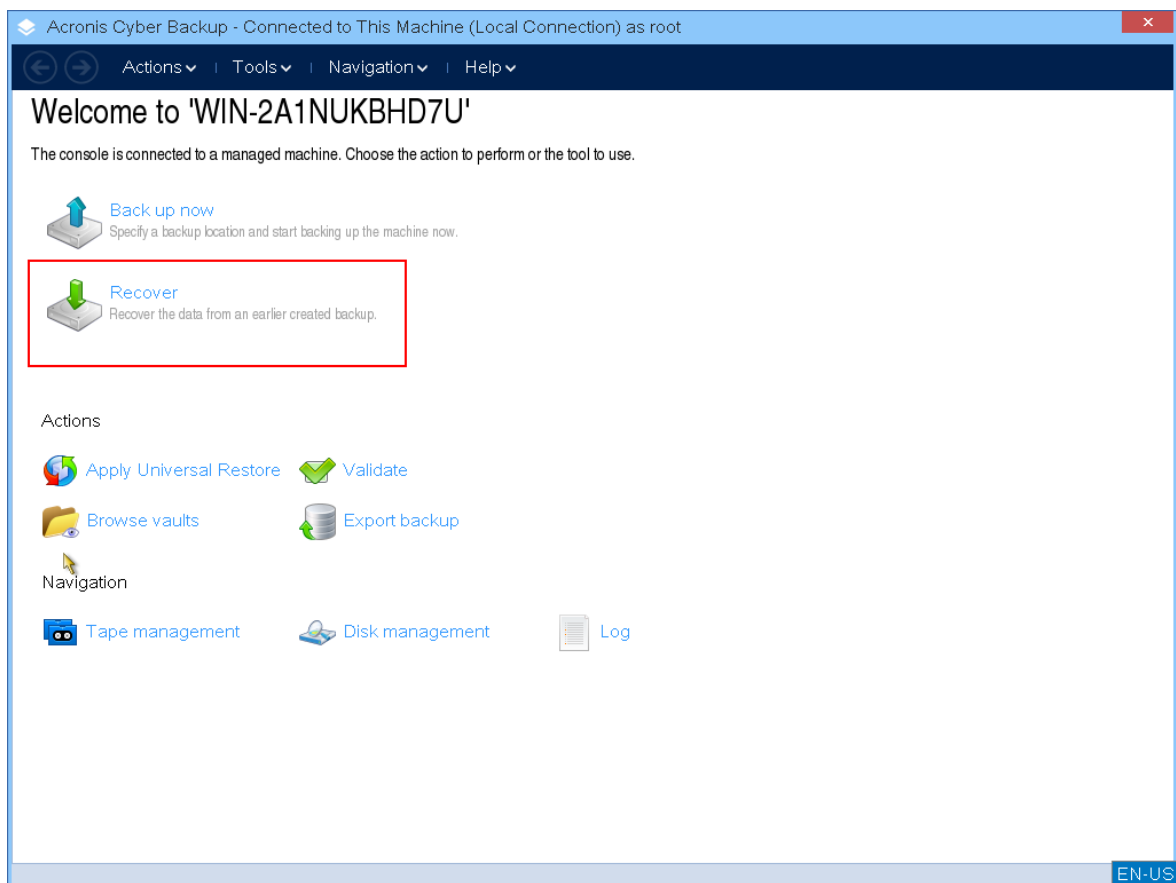 Acronis Cyber Backup - Connected to This Machine (Local Connection) as root
Actions Tools Navigation Help
Welcome to 'WIN-2A1NUKBHD7U'
The console is connected to a managed machine. Choose the action to perform or the tool to use.
Back up now
Specify a backup location and start backing up the machine now.
Recover
Recover the data from an earlier created backup.
Actions
Apply Universal Restore Validate
Browse vaults Export backup
Navigation
Tape management Disk management Log
EN-US